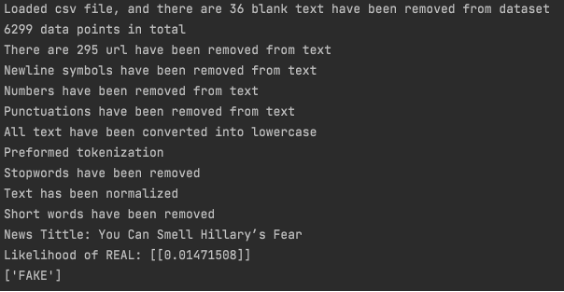 Loaded csv file, and there are 36 blank text have been removed from dataset
6299 data points in total
There are 295 url have been removed from text
Newline symbols have been removed from text
Numbers have been removed from text
Punctuations have been removed from text
All text have been converted into lowercase
Preformed tokenization
Stopwords have been removed
Text has been normalized
Short words have been removed
News Tittle: You Can Smell Hillary’s Fear
Likelihood of REAL: [[0.01471508]]
['FAKE']